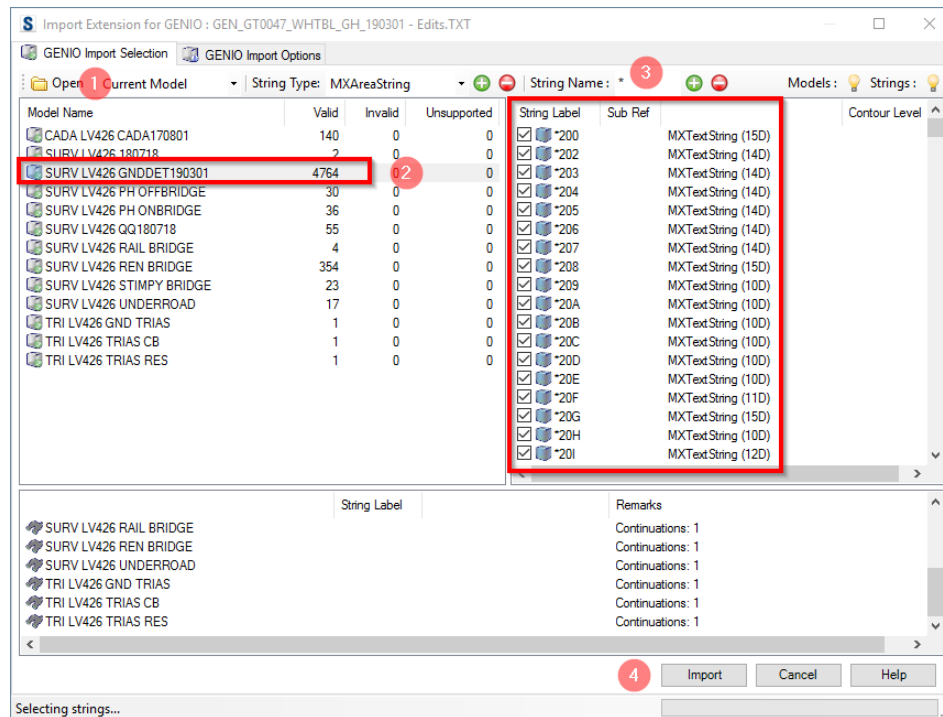 S Import Extension for GENIO : GEN_GT0047_WHTBL_GH_190301 - Edits.TXT
GENIO Import Selection GENIO Import Options
Open 1 Current Model String Type: MXAreaString String Name : * 3 Models : Strings :
Model Name Valid Invalid Unsupported String Label Sub Ref Contour Level
CADA LV426 CADA170801 140 0 0 *200 MXTextString (15D)
SURV LV426 180718 2 0 0 *202 MXTextString (14D)
SURV LV426 GNDDET190301 4764 0 2 0 *203 MXTextString (14D)
SURV LV426 PH OFFBRIDGE 30 0 0 *204 MXTextString (14D)
SURV LV426 PH ONBRIDGE 36 0 0 *205 MXTextString (14D)
SURV LV426 QQ180718 55 0 0 *206 MXTextString (14D)
SURV LV426 RAIL BRIDGE 4 0 0 *207 MXTextString (14D)
SURV LV426 REN BRIDGE 354 0 0 *208 MXTextString (15D)
SURV LV426 STIMPY BRIDGE 23 0 0 *209 MXTextString (10D)
SURV LV426 UNDERROAD 17 0 0 *20A MXTextString (10D)
TRI LV426 GND TRIAS 1 0 0 *20B MXTextString (10D)
TRI LV426 TRIAS CB 1 0 0 *20C MXTextString (10D)
TRI LV426 TRIAS RES 1 0 0 *20D MXTextString (10D)
*20E MXTextString (10D)
*20F MXTextString (11D)
*20G MXTextString (15D)
*20H MXTextString (10D)
*20I MXTextString (12D)
String Label Remarks
SURV LV426 RAIL BRIDGE Continuations: 1
SURV LV426 REN BRIDGE Continuations: 1
SURV LV426 UNDERROAD Continuations: 1
TRI LV426 GND TRIAS Continuations: 1
TRI LV426 TRIAS CB Continuations: 1
TRI LV426 TRIAS RES Continuations: 1
4 Import Cancel Help
Selecting strings...